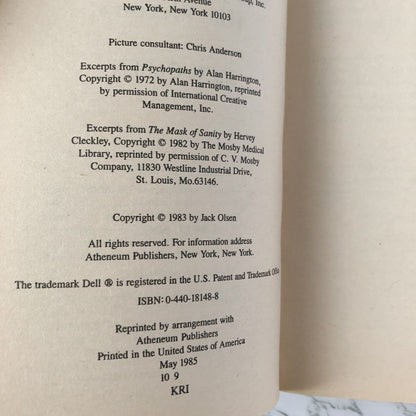 Avenue
New York, New York 10103
Picture consultant: Chris Anderson
Excerpts from Psychopaths by Alan Harrington,
Copyright © 1972 by Alan Harrington, reprinted
by permission of International Creative
Management, Inc.
Excerpts from The Mask of Sanity by Hervey
Cleckley, Copyright © 1982 by The Mosby Medical
Library, reprinted by permission of C. V. Mosby
Company, 11830 Westline Industrial Drive,
St. Louis, Mo.63146.
Copyright © 1983 by Jack Olsen
All rights reserved. For information address
Atheneum Publishers, New York, New York.
The trademark Dell ® is registered in the U.S. Patent and Trademark
ISBN: 0-440-18148-8
Reprinted by arrangement with
Atheneum Publishers
Printed in the United States of America
May 1985
10 9
KRI